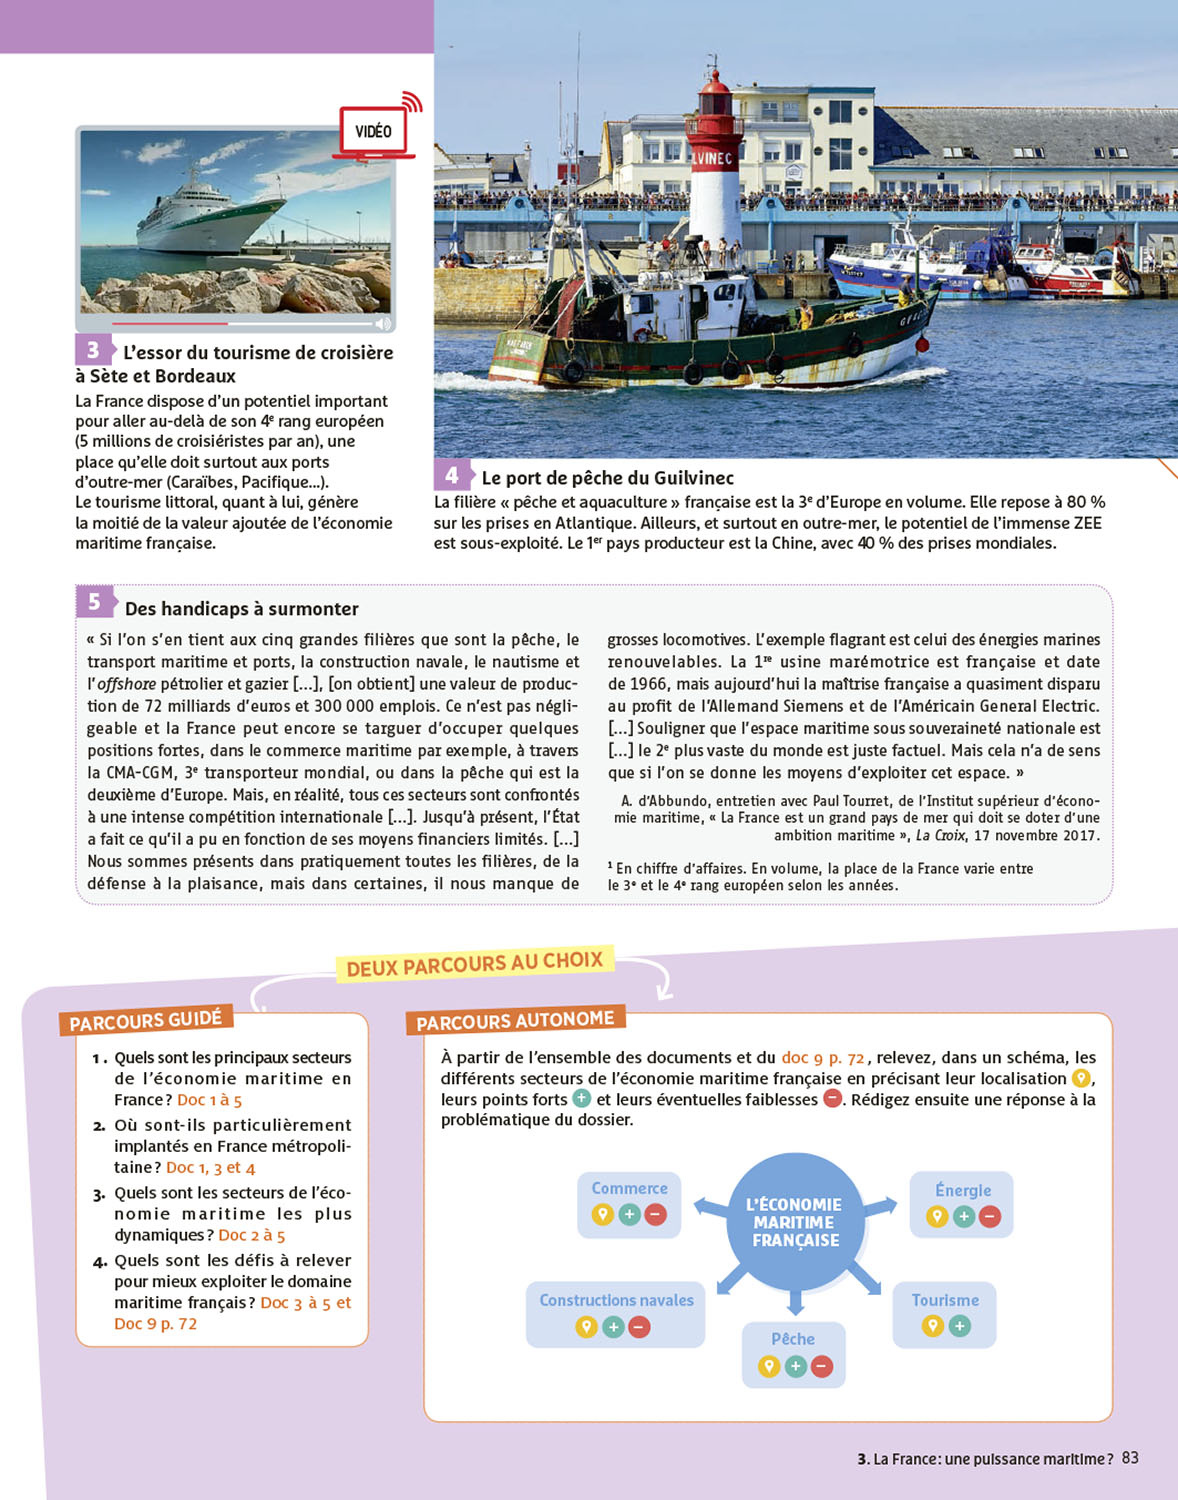 VIDÉO
LVINEC
3 L'essor du tourisme de croisière
à Sète et Bordeaux
La France dispose d'un potentiel important
pour aller au-delà de son 4e rang européen
(5 millions de croisiéristes par an), une
place qu'elle doit surtout aux ports
d'outre-mer (Caraïbes, Pacifique...).
Le tourisme littoral, quant à lui, génère
la moitié de la valeur ajoutée de l'économie
maritime française.
4 Le port de pêche du Guilvinec
La filière « pêche et aquaculture » française est la 3e d'Europe en volume. Elle repose à 80 %
sur les prises en Atlantique. Ailleurs, et surtout en outre-mer, le potentiel de l'immense ZEE
est sous-exploité. Le 1er pays producteur est la Chine, avec 40 % des prises mondiales.
5 Des handicaps à surmonter
« Si l'on s'en tient aux cinq grandes filières que sont la pêche, le
transport maritime et ports, la construction navale, le nautisme et
l'offshore pétrolier et gazier [...], [on obtient] une valeur de produc-
tion de 72 milliards d'euros et 300 000 emplois. Ce n'est pas négli-
geable et la France peut encore se targuer d'occuper quelques
positions fortes, dans le commerce maritime par exemple, à travers
la CMA-CGM, 3e transporteur mondial, ou dans la pêche qui est la
deuxième d'Europe. Mais, en réalité, tous ces secteurs sont confrontés
à une intense compétition internationale [...]. Jusqu'à présent, l'État
a fait ce qu'il a pu en fonction de ses moyens financiers limités. [...]
Nous sommes présents dans pratiquement toutes les filières, de la
défense à la plaisance, mais dans certaines, il nous manque de
grosses locomotives. L'exemple flagrant est celui des énergies marines
renouvelables. La 1re usine marémotrice est française et date
de 1966, mais aujourd'hui la maîtrise française a quasiment disparu
au profit de l'Allemand Siemens et de l'Américain General Electric.
[...] Souligner que l'espace maritime sous souveraineté nationale est
[...] le 2e plus vaste du monde est juste factuel. Mais cela n'a de sens
que si l'on se donne les moyens d'exploiter cet espace. »
A. d'Abbundo, entretien avec Paul Tourret, de l'Institut supérieur d'écono-
mie maritime, « La France est un grand pays de mer qui doit se doter d'une
ambition maritime », La Croix, 17 novembre 2017.
1 En chiffre d'affaires. En volume, la place de la France varie entre
le 3e et le 4e rang européen selon les années.
DEUX PARCOURS AU CHOIX
PARCOURS GUIDÉ
1. Quels sont les principaux secteurs
de l'économie maritime en
France ? Doc 1 à 5
2. Où sont-ils particulièrement
implantés en France métropoli-
taine ? Doc 1, 3 et 4
3. Quels sont les secteurs de l'éco-
nomie maritime les plus
dynamiques ? Doc 2 à 5
4. Quels sont les défis à relever
pour mieux exploiter le domaine
maritime français ? Doc 3 à 5 et
Doc 9 p. 72
PARCOURS AUTONOME
À partir de l'ensemble des documents et du doc 9 p. 72, relevez, dans un schéma, les
différents secteurs de l'économie maritime française en précisant leur localisation ,
leurs points forts + et leurs éventuelles faiblesses −. Rédigez ensuite une réponse à la
problématique du dossier.
Commerce
+ −
L'ÉCONOMIE
MARITIME
FRANÇAISE
Énergie
+ −
Constructions navales
+ −
Pêche
+ −
Tourisme
+
3. La France : une puissance maritime ? 83